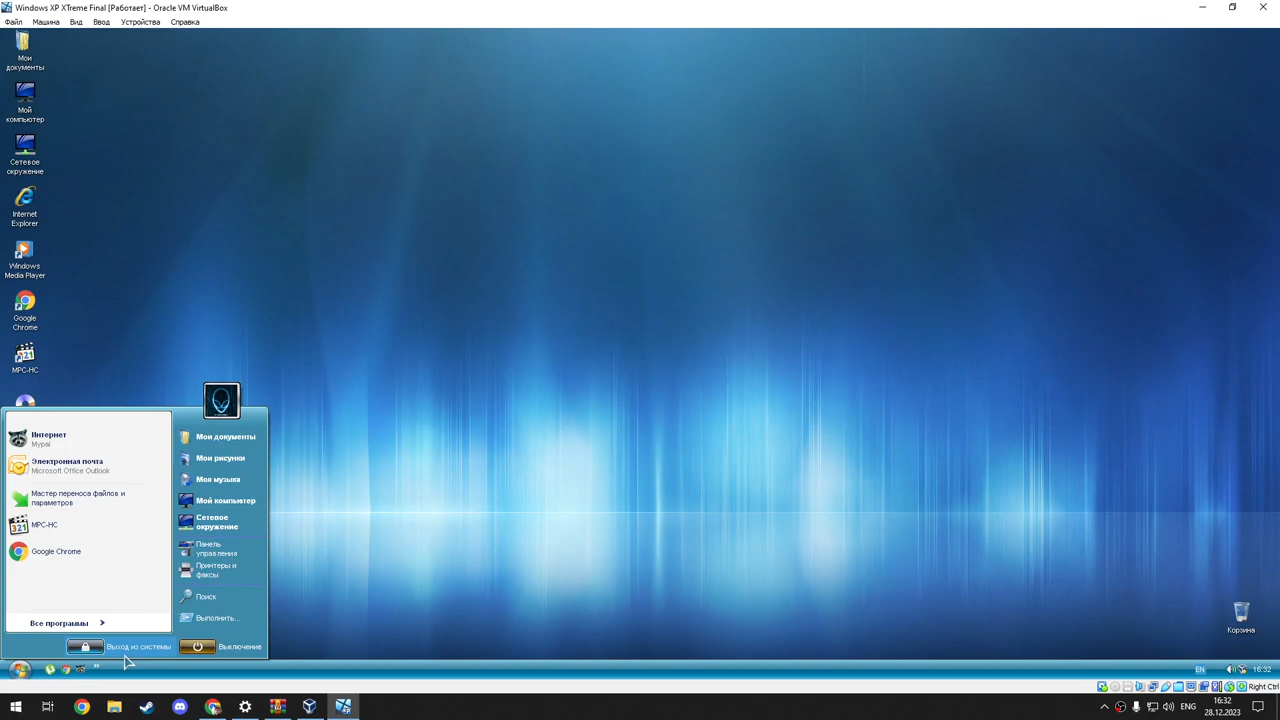 Windows XP XTreme Final [Работает] - Oracle VM VirtualBox
Файл Машина Вид Ввод Устройства Справка
Мои
документы
Мой
компьютер
Сетевое
окружение
Internet
Explorer
Windows
Media Player
Google
Chrome
MPC-HC
Интернет
Mypal
Электронная почта
Microsoft Office Outlook
Мастер переноса файлов и
параметров
MPC-HC
Google Chrome
Все программы
Мои документы
Мои рисунки
Моя музыка
Мой компьютер
Сетевое
окружение
Панель
управления
Принтеры и
факсы
Поиск
Выполнить...
Выход из системы
Выключение
Корзина
EN
16:32
Right Ctrl
ENG
16:32
28.12.2023